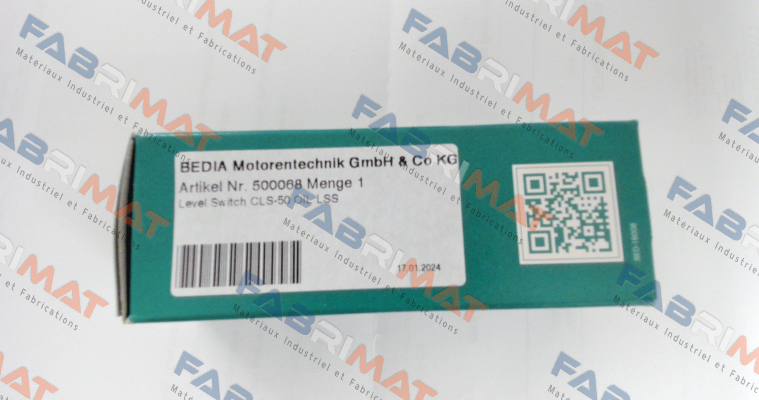 BEDIA Motorentechnik GmbH & Co KG
Artikel Nr. 500068 Menge 1
Level Switch CLS-50 OIL LSS
17.01.2024
FABRIMAT
Matériaux Industriel et Fabrications